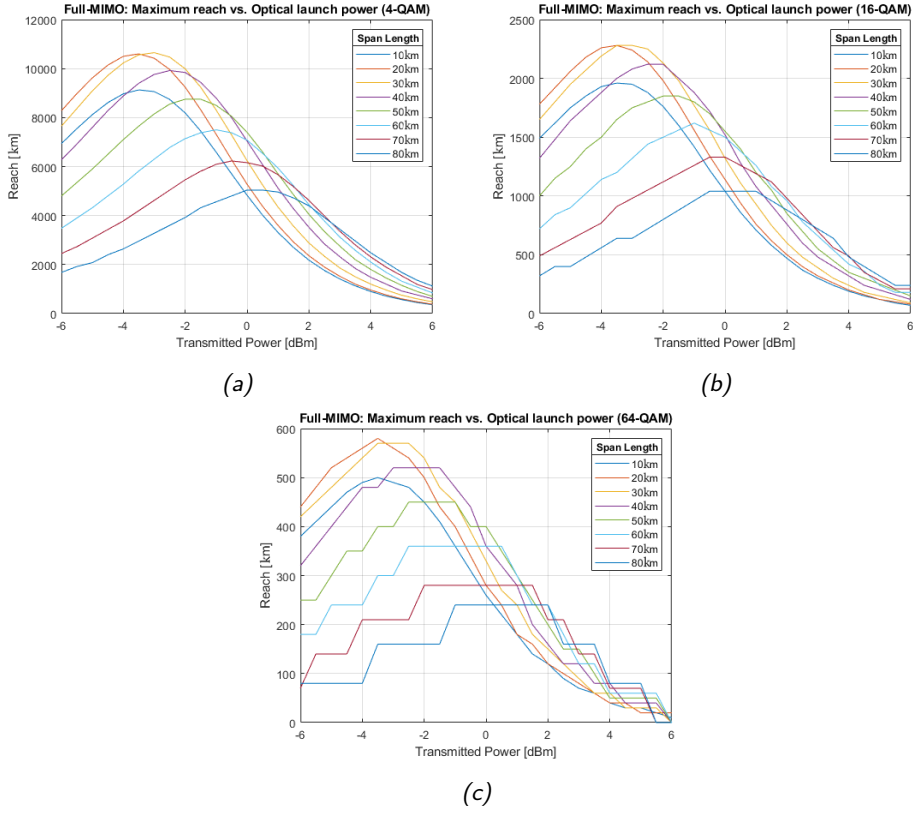 Full-MIMO: Maximum reach vs. Optical launch power (4-QAM)
12000
10000
8000
6000
4000
2000
0
Reach [km]
-6 -4 -2 0 2 4 6
Transmitted Power [dBm]
Span Length
10km
20km
30km
40km
50km
60km
70km
80km
(a)
Full-MIMO: Maximum reach vs. Optical launch power (16-QAM)
2500
2000
1500
1000
500
0
Reach [km]
-6 -4 -2 0 2 4 6
Transmitted Power [dBm]
Span Length
10km
20km
30km
40km
50km
60km
70km
80km
(b)
Full-MIMO: Maximum reach vs. Optical launch power (64-QAM)
600
500
400
300
200
100
0
Reach [km]
-6 -4 -2 0 2 4 6
Transmitted Power [dBm]
Span Length
10km
20km
30km
40km
50km
60km
70km
80km
(c)